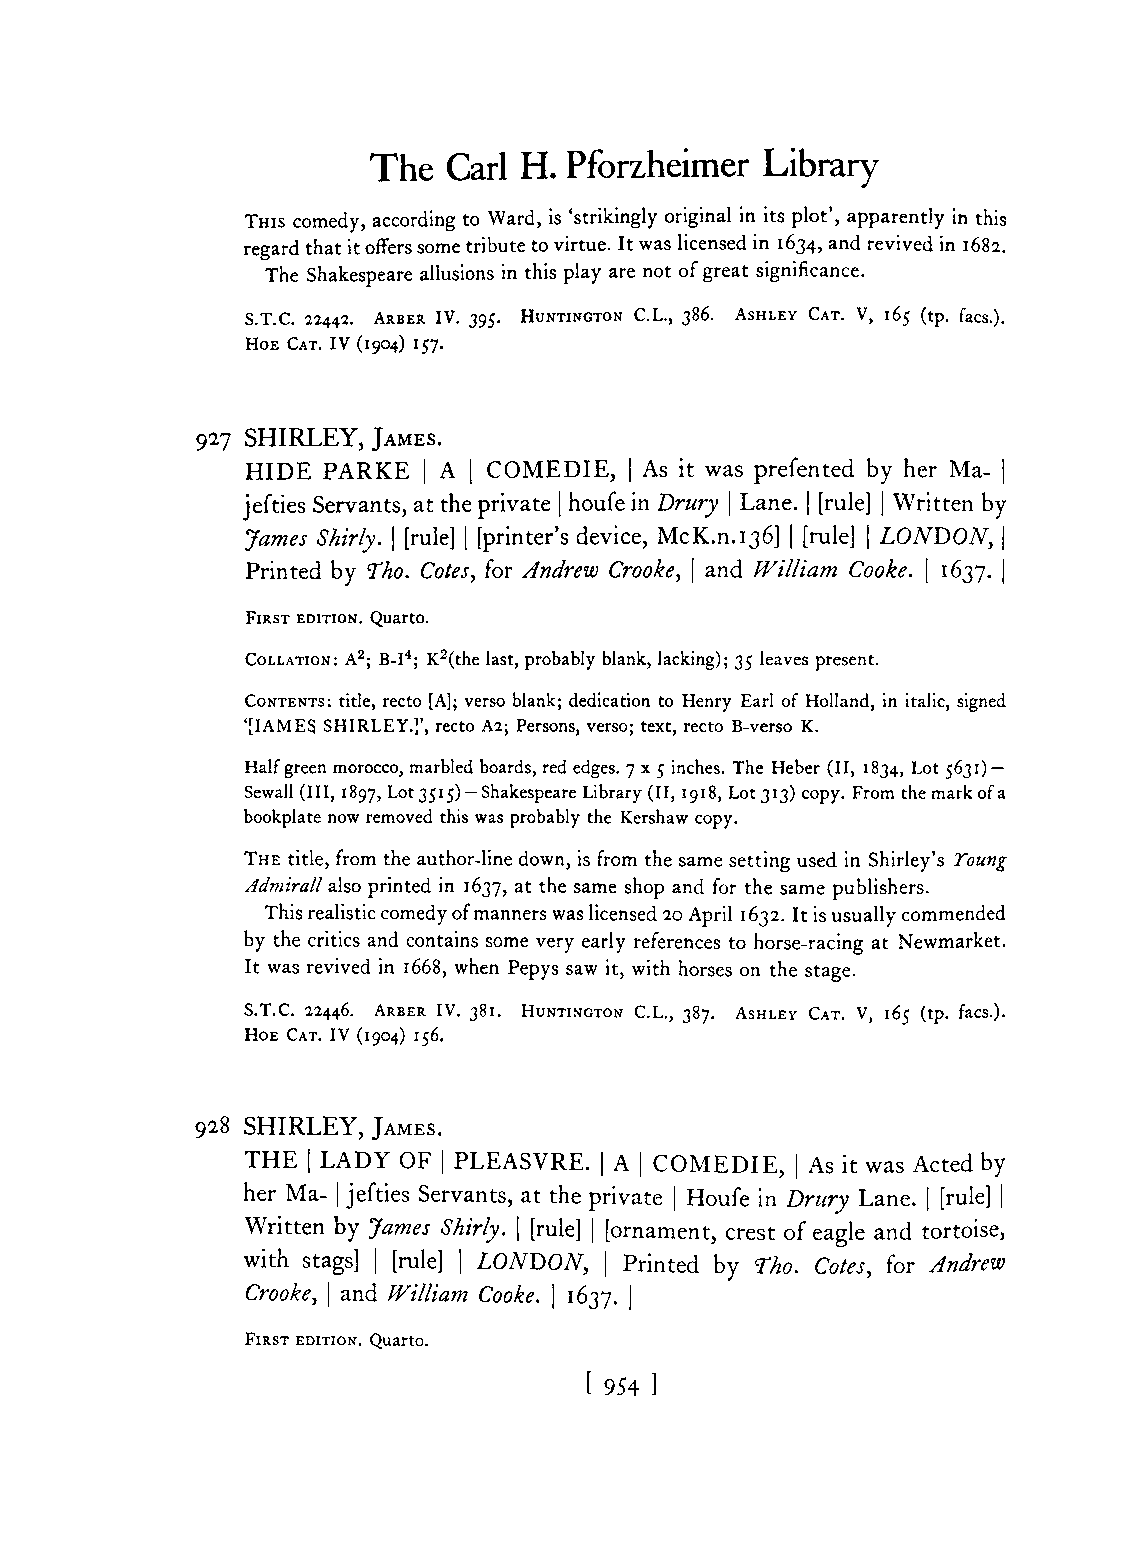 The Carl H. Pforzheimer Library
THIS comedy, according to Ward, is ‘strikingly original in its plot’, apparently in this
regard that it offers some tribute to virtue. It was licensed in 1634, and revived in 1682.
The Shakespeare allusions in this play are not of great significance.
S.T.C. 22442. ARBER IV. 395. HUNTINGTON C.L., 386. ASHLEY CAT. V, 165 (tp. facs.).
HOE CAT. IV (1904) 157.
927 SHIRLEY, JAMES.
HIDE PARKE | A | COMEDIE, | As it was preſented by her Ma- |
jeſties Servants, at the private | houſe in Drury | Lane. | [rule] | Written by
James Shirly. | [rule] | [printer’s device, McK.n.136] | [rule] | LONDON, |
Printed by Tho. Cotes, for Andrew Crooke, | and William Cooke. | 1637. |
FIRST EDITION. Quarto.
COLLATION: A²; B-I⁴; K²(the last, probably blank, lacking); 35 leaves present.
CONTENTS: title, recto [A]; verso blank; dedication to Henry Earl of Holland, in italic, signed
‘[IAMES SHIRLEY.]’, recto A2; Persons, verso; text, recto B-verso K.
Half green morocco, marbled boards, red edges. 7 x 5 inches. The Heber (II, 1834, Lot 5631)—
Sewall (III, 1897, Lot 3515)—Shakespeare Library (II, 1918, Lot 313) copy. From the mark of a
bookplate now removed this was probably the Kershaw copy.
THE title, from the author-line down, is from the same setting used in Shirley’s Young
Admirall also printed in 1637, at the same shop and for the same publishers.
This realistic comedy of manners was licensed 20 April 1632. It is usually commended
by the critics and contains some very early references to horse-racing at Newmarket.
It was revived in 1668, when Pepys saw it, with horses on the stage.
S.T.C. 22446. ARBER IV. 381. HUNTINGTON C.L., 387. ASHLEY CAT. V, 165 (tp. facs.).
HOE CAT. IV (1904) 156.
928 SHIRLEY, JAMES.
THE | LADY OF | PLEASVRE. | A | COMEDIE, | As it was Acted by
her Ma- | jeſties Servants, at the private | Houſe in Drury Lane. | [rule] |
Written by James Shirly. | [rule] | [ornament, crest of eagle and tortoise,
with stags] | [rule] | LONDON, | Printed by Tho. Cotes, for Andrew
Crooke, | and William Cooke. | 1637. |
FIRST EDITION. Quarto.
[ 954 ]